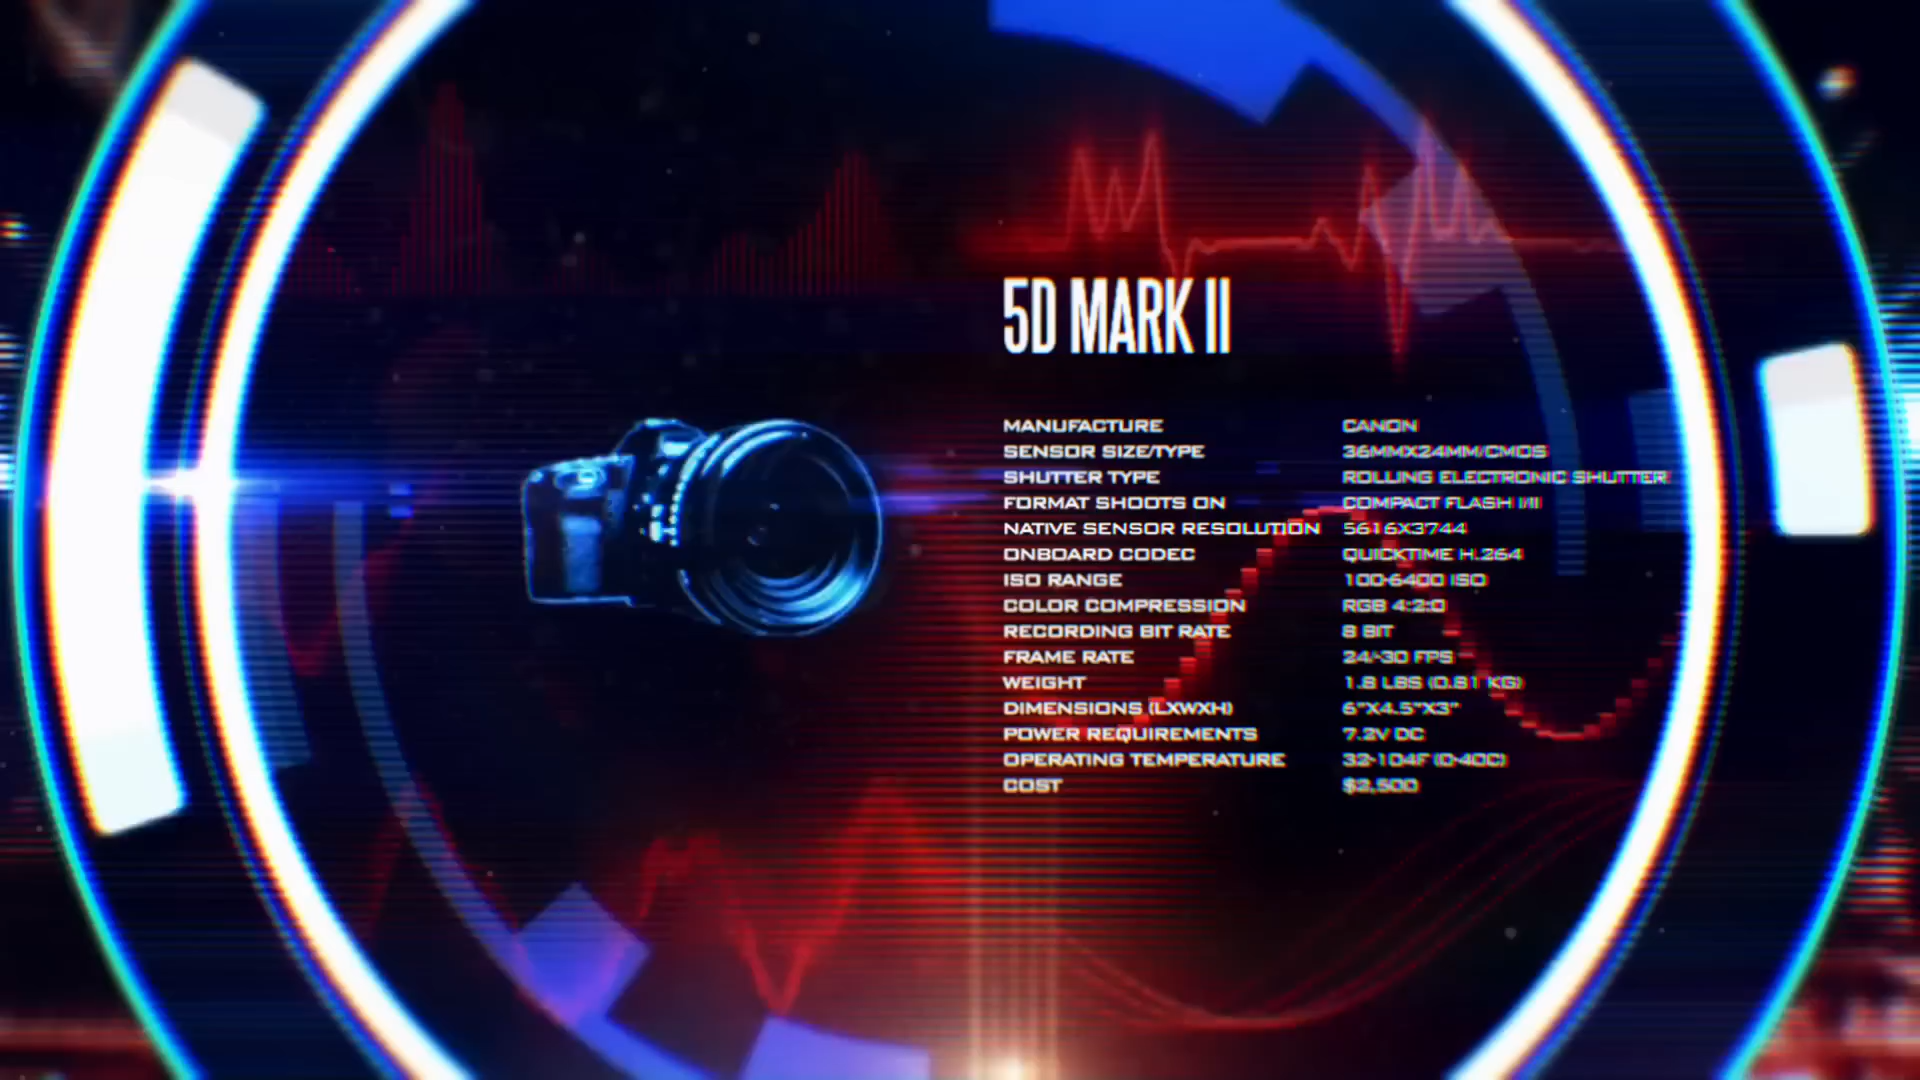 5D MARK II
MANUFACTURE CANON
SENSOR SIZE/TYPE 36MMX24MM/CMOS
SHUTTER TYPE ROLLING ELECTRONIC SHUTTER
FORMAT SHOOTS ON COMPACT FLASH I/II
NATIVE SENSOR RESOLUTION 5616X3744
ONBOARD CODEC QUICKTIME H.264
ISO RANGE 100-6400 ISO
COLOR COMPRESSION RGB 4:2:0
RECORDING BIT RATE 8 BIT
FRAME RATE 24/-30 FPS
WEIGHT 1.8 LBS (0.81 KG)
DIMENSIONS (LXWXH) 6"X4.5"X3"
POWER REQUIREMENTS 7.2V DC
OPERATING TEMPERATURE 32-104F (0-40C)
COST $2,500